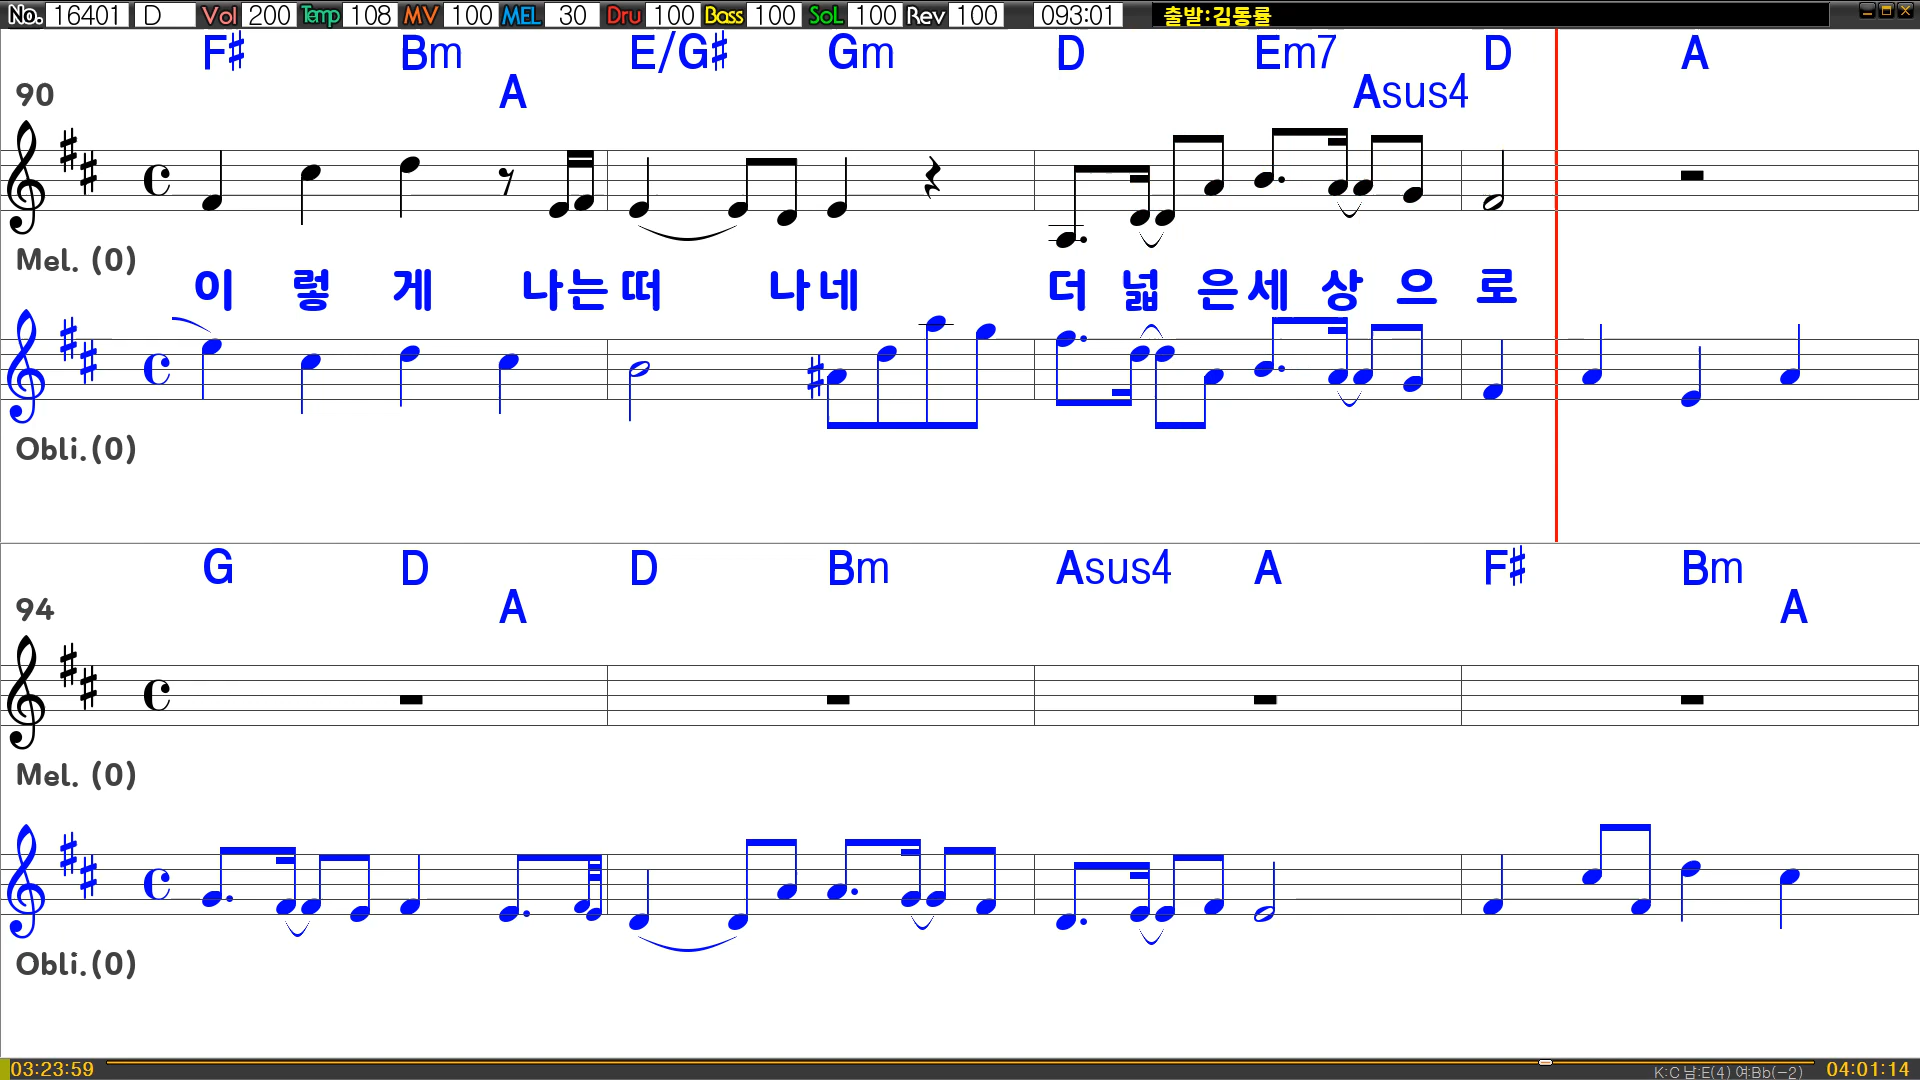 No. 16401 D Vol 200 Temp 108 MV 100 MEL 30 Dru 100 Bass 100 SoL 100 Rev 100 093:01 출발:김동률
F# Bm E/G# Gm D Em7 D A
90 A Asus4
Mel. (0)
이 렇 게 나는 떠 나네 더 넓 은세 상 으 로
Obli.(0)
G D D Bm Asus4 A F# Bm
94 A A
Mel. (0)
Obli.(0)
03:23:59 K:C 남:E(4) 여:Bb(-2) 04:01:14